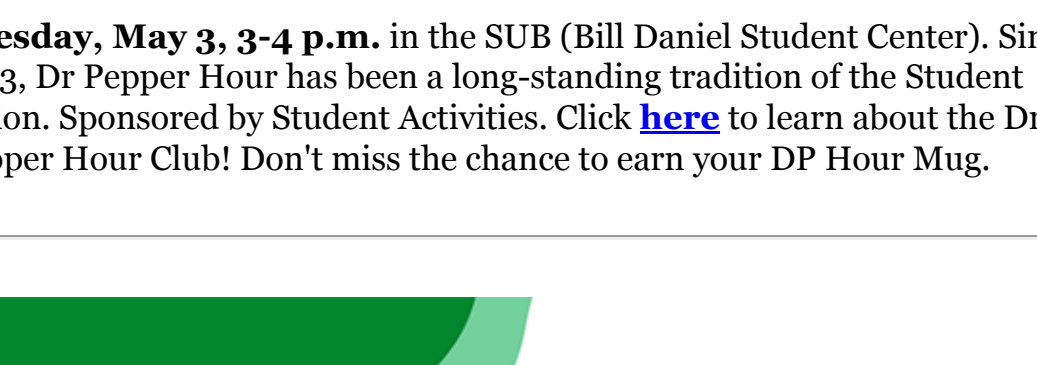 esday, May 3, 3-4 p.m. in the SUB (Bill Daniel Student Center). Sin
3, Dr Pepper Hour has been a long-standing tradition of the Student
ion. Sponsored by Student Activities. Click here to learn about the Dr
pper Hour Club! Don't miss the chance to earn your DP Hour Mug.